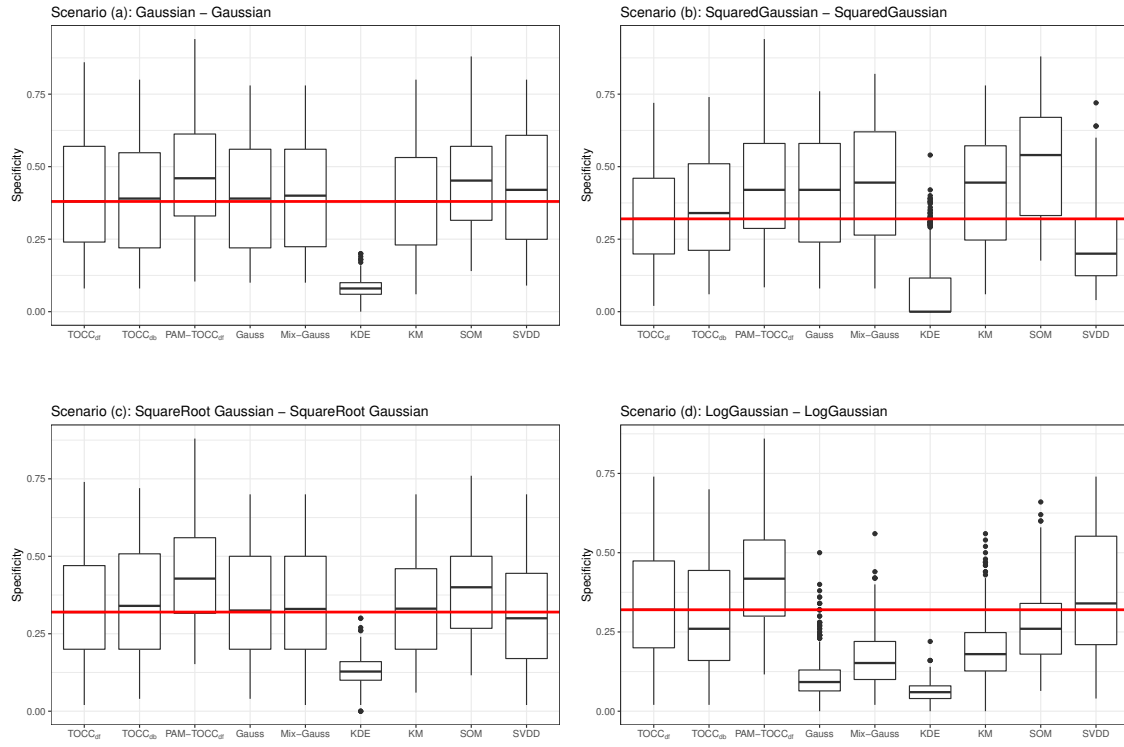 Scenario (a): Gaussian − Gaussian
Specificity
0.75
0.50
0.25
0.00
TOCCdf TOCCdb PAM−TOCCdf Gauss Mix−Gauss KDE KM SOM SVDD
Scenario (b): SquaredGaussian − SquaredGaussian
Specificity
0.75
0.50
0.25
0.00
TOCCdf TOCCdb PAM−TOCCdf Gauss Mix−Gauss KDE KM SOM SVDD
Scenario (c): SquareRoot Gaussian − SquareRoot Gaussian
Specificity
0.75
0.50
0.25
0.00
TOCCdf TOCCdb PAM−TOCCdf Gauss Mix−Gauss KDE KM SOM SVDD
Scenario (d): LogGaussian − LogGaussian
Specificity
0.75
0.50
0.25
0.00
TOCCdf TOCCdb PAM−TOCCdf Gauss Mix−Gauss KDE KM SOM SVDD